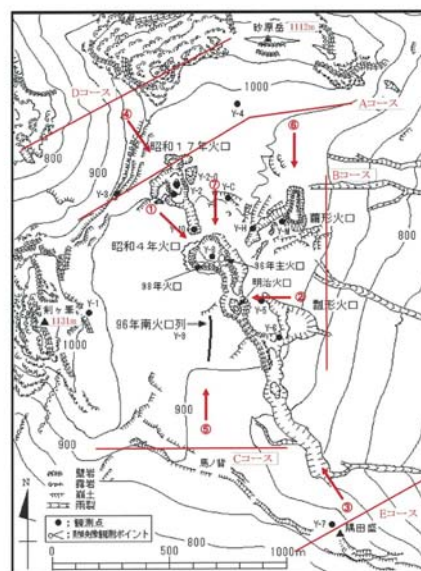 砂原岳 1112m
1000
Dコース
Aコース
800
Y-4
④
⑥
昭和17年火口
900
Y-3
Y-2
Y-C
Bコース
⑦
①
Y-H
繭形火口
800
昭和4年火口
96年主火口
98年火口
明治火口
瓢形火口
剣ヶ峯
1131m
Y-1
②
Y-5
96年南火口列
Y-6
Y-9
1000
900
⑤
900
馬ノ背
Cコース
③
Eコース
900
800
Y-7
隅田盛
壁岩
露岩
崩土
雨裂
N
: 観測点
: 熱映像観測ポイント
0 500 1000m